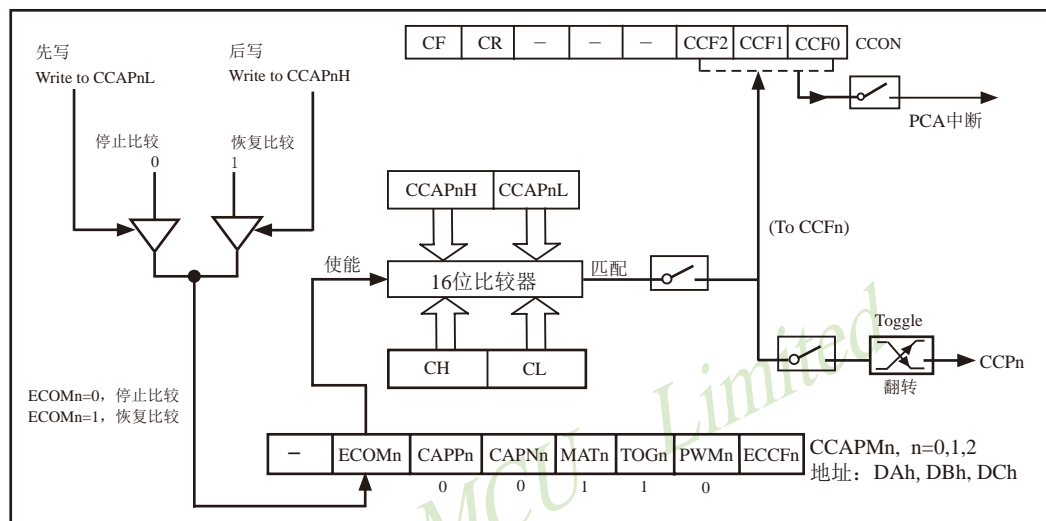 CF CR － － － CCF2 CCF1 CCF0 CCON
先写
Write to CCAPnL
后写
Write to CCAPnH
PCA中断
停止比较
0
恢复比较
1
CCAPnH CCAPnL
(To CCFn)
使能
16位比较器
匹配
CH CL
Toggle
翻转
CCPn
ECOMn=0，停止比较
ECOMn=1，恢复比较
－ ECOMn CAPPn CAPNn MATn TOGn PWMn ECCFn
0 0 1 1 0
CCAPMn, n=0,1,2
地址：DAh, DBh, DCh
MCU Limited